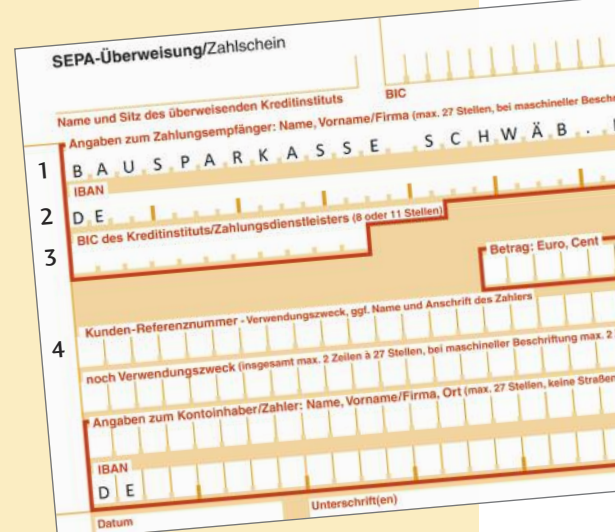 SEPA-Überweisung/Zahlschein
Name und Sitz des überweisenden Kreditinstituts
BIC
Angaben zum Zahlungsempfänger: Name, Vorname/Firma (max. 27 Stellen, bei maschineller
1 BAUSPARKASSE SCHWÄB.
IBAN
2 DE
BIC des Kreditinstituts/Zahlungsdienstleisters (8 oder 11 Stellen)
3
Betrag: Euro, Cent
Kunden-Referenznummer - Verwendungszweck, ggf. Name und Anschrift des Zahlers
4
noch Verwendungszweck (insgesamt max. 2 Zeilen à 27 Stellen, bei maschineller Beschriftung max. 2
Angaben zum Kontoinhaber/Zahler: Name, Vorname/Firma, Ort (max. 27 Stellen, keine
IBAN
DE
Datum
Unterschrift(en)